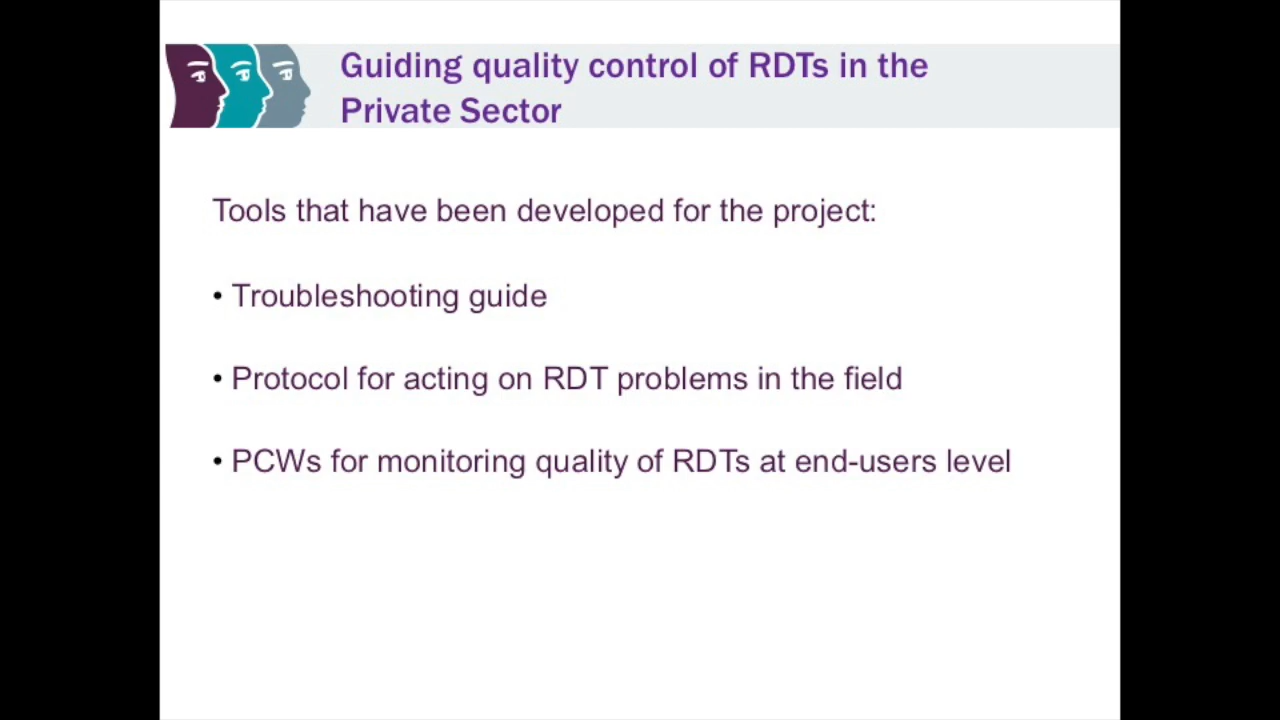 Guiding quality control of RDTs in the
Private Sector
Tools that have been developed for the project:
• Troubleshooting guide
• Protocol for acting on RDT problems in the field
• PCWs for monitoring quality of RDTs at end-users level